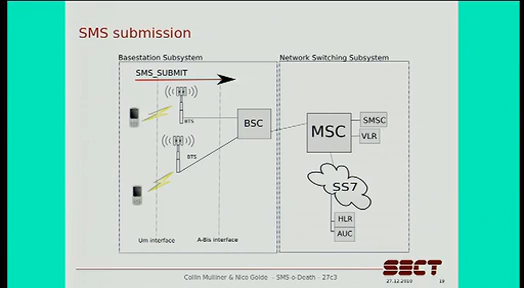 SMS submission
Basestation Subsystem
Network Switching Subsystem
SMS_SUBMIT
BTS
BSC
MSC
SMSC
VLR
BTS
SS7
HLR
AUC
Um interface
A-Bis interface
Collin Mulliner & Nico Golde - SMS-o-Death - 27c3
SECT
27.12.2010
19